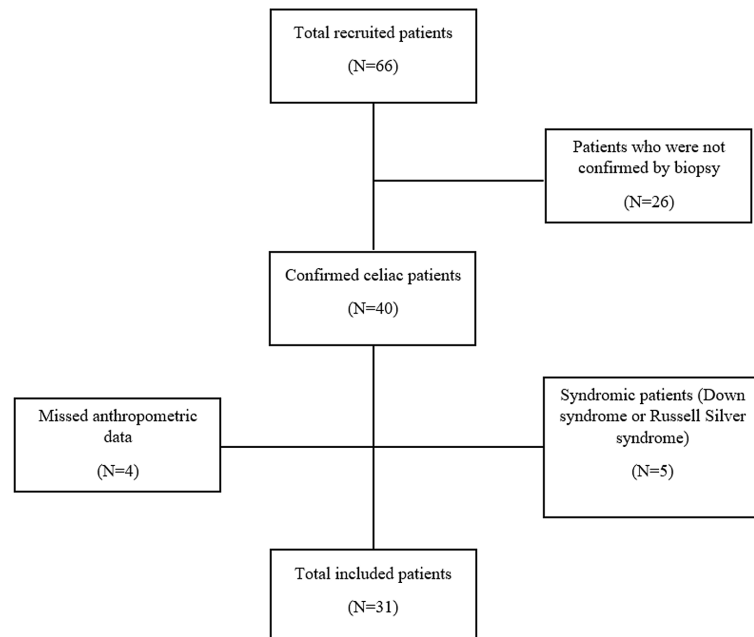 Total recruited patients
(N=66)
Patients who were not
confirmed by biopsy
(N=26)
Confirmed celiac patients
(N=40)
Missed anthropometric
data
(N=4)
Syndromic patients (Down
syndrome or Russell Silver
syndrome)
(N=5)
Total included patients
(N=31)